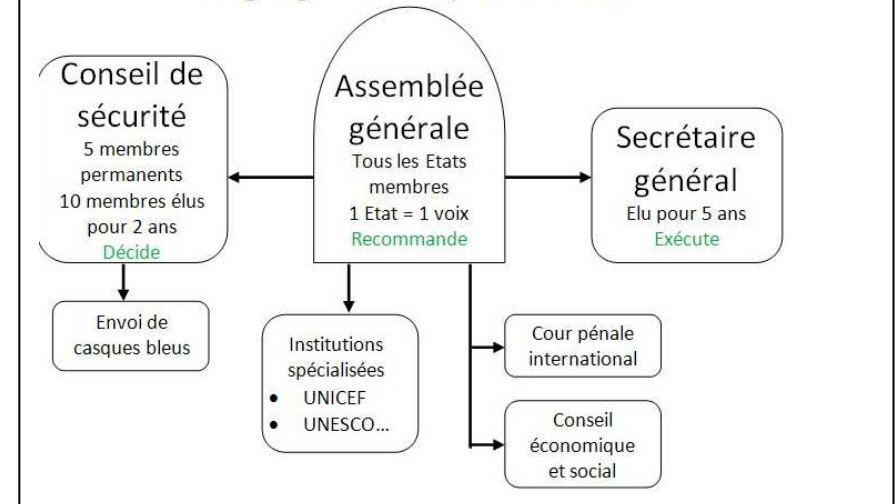 Conseil de
sécurité
5 membres
permanents
10 membres élus
pour 2 ans
Décide
Assemblée
générale
Tous les Etats
membres
1 Etat = 1 voix
Recommande
Secrétaire
général
Elu pour 5 ans
Exécute
Envoi de
casques bleus
Institutions
spécialisées
• UNICEF
• UNESCO...
Cour pénale
international
Conseil
économique
et social